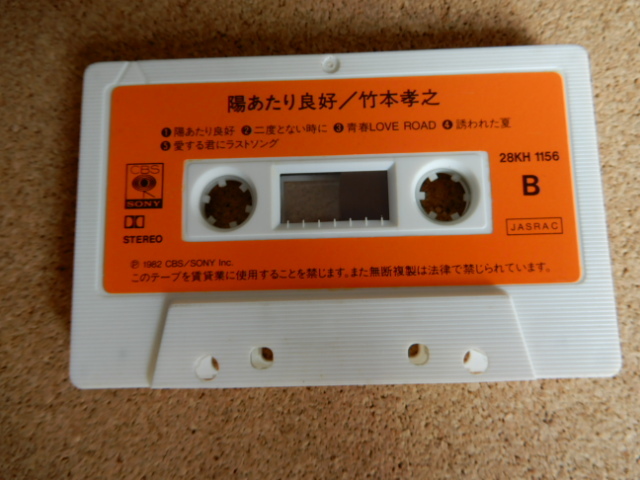 陽あたり良好／竹本孝之
❶陽あたり良好 ❷二度とない時に ❸青春LOVE ROAD ❹誘われた夏
❺愛する君にラストソング
28KH 1156
CBS
SONY
B
STEREO
JASRAC
Ⓟ 1982 CBS/SONY Inc.
このテープを賃貸業に使用することを禁じます。また無断複製は法律で禁じられています。